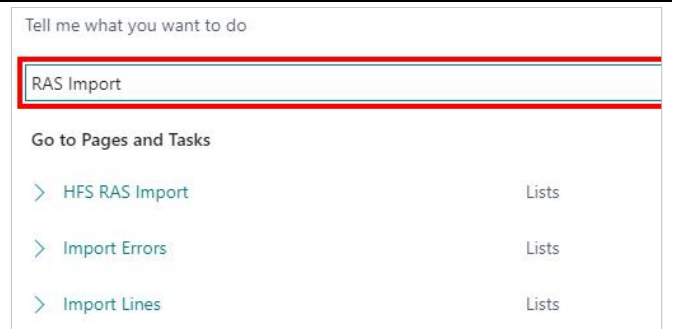 Tell me what you want to do
RAS Import
Go to Pages and Tasks
HFS RAS Import Lists
Import Errors Lists
Import Lines Lists